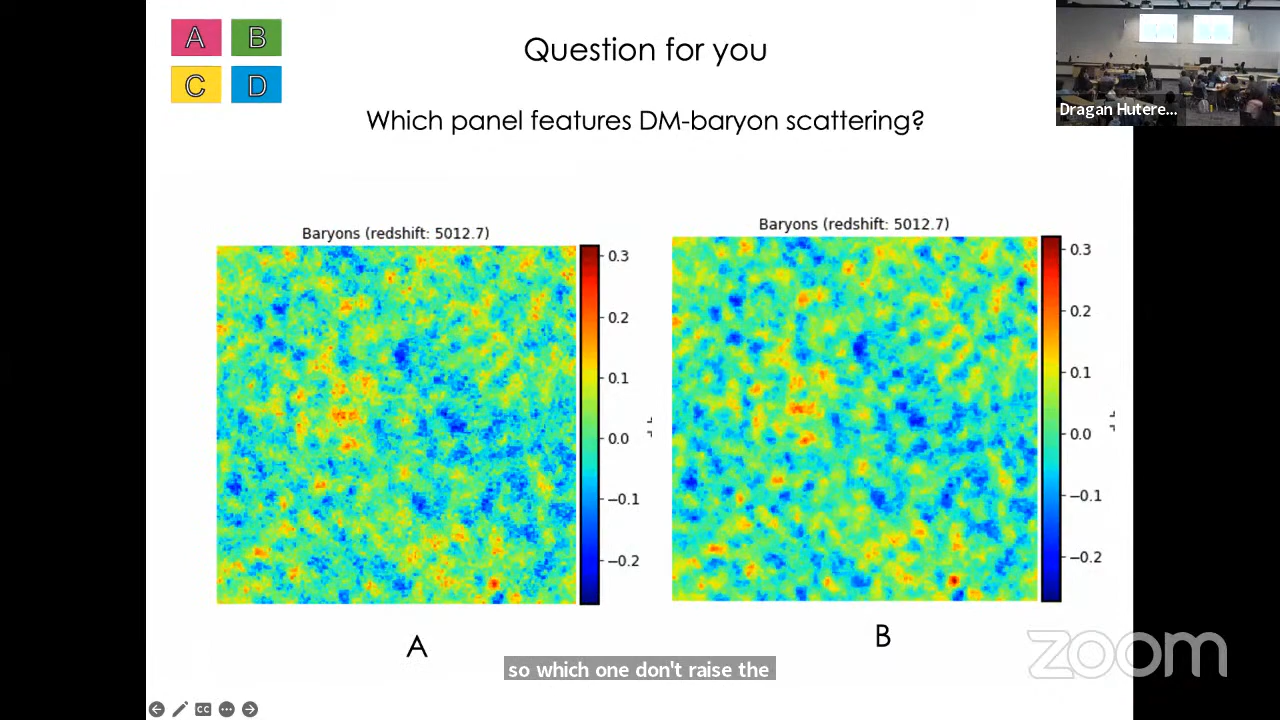 A B
C D
Question for you
Dragan Hutere...
Which panel features DM-baryon scattering?
Baryons (redshift: 5012.7)
0.3
0.2
0.1
0.0
−0.1
−0.2
A
Baryons (redshift: 5012.7)
0.3
0.2
0.1
0.0
−0.1
−0.2
B
so which one don't raise the
zoom
CC